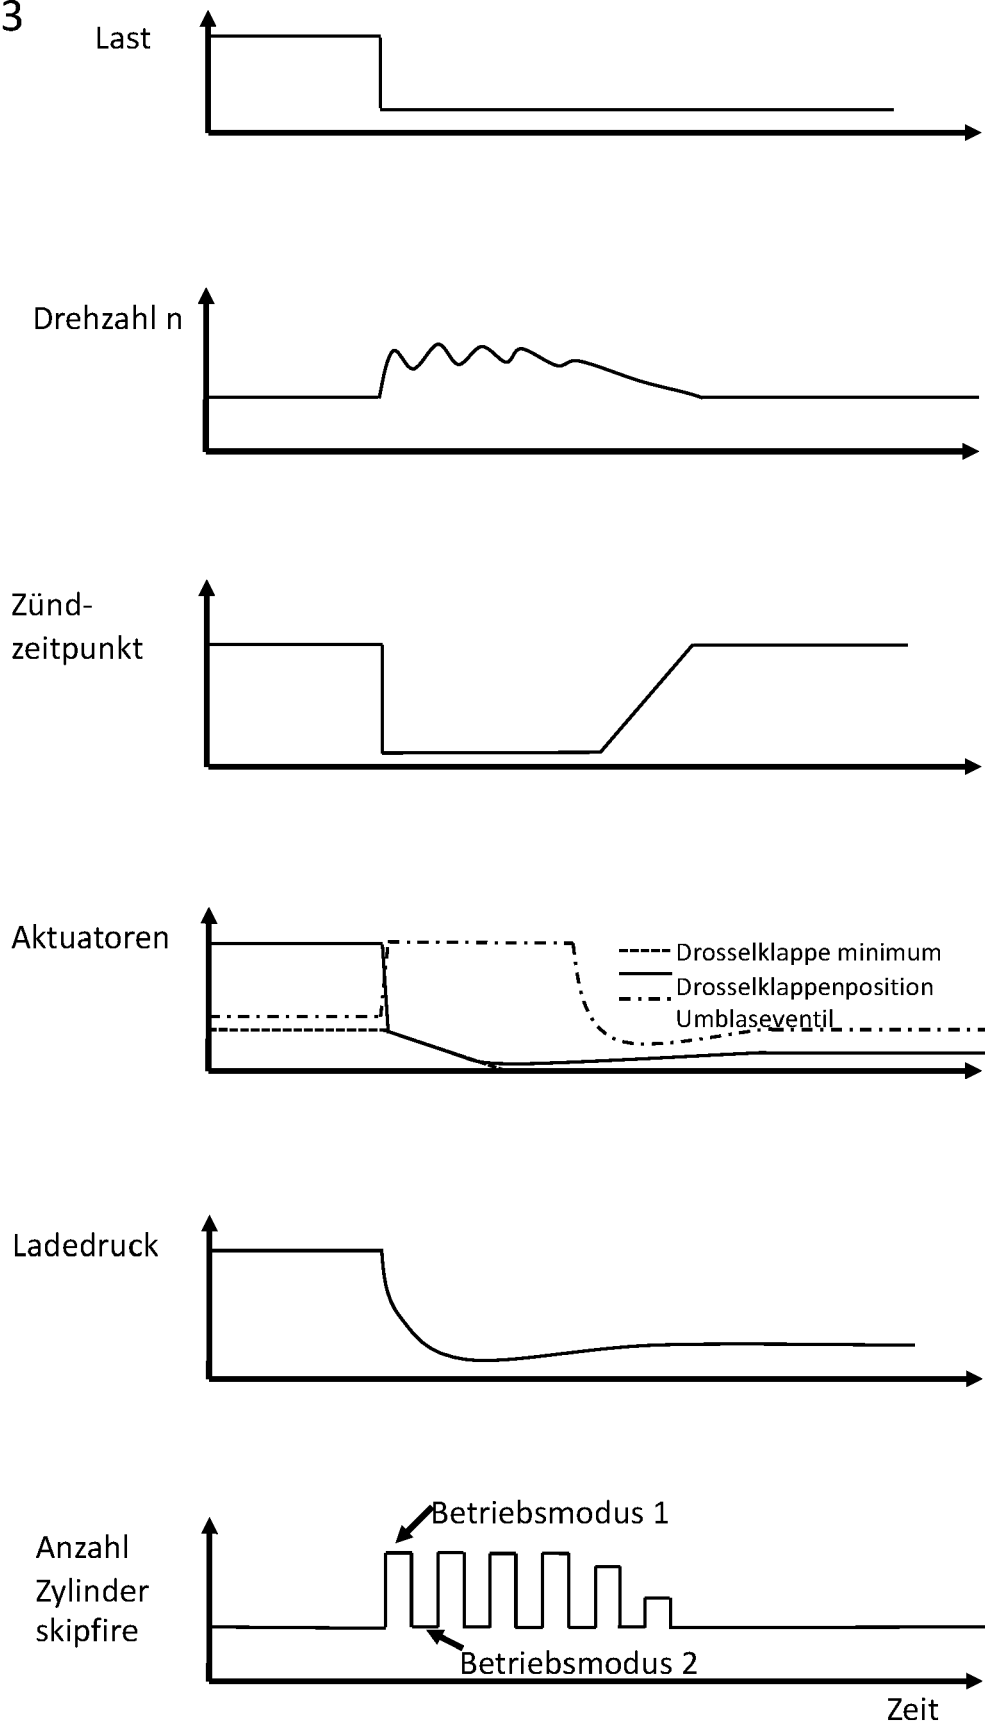 3
Last
Drehzahl n
Zünd-
zeitpunkt
Aktuatoren
Drosselklappe minimum
Drosselklappenposition
Umblaseventil
Ladedruck
Betriebsmodus 1
Anzahl
Zylinder
skipfire
Betriebsmodus 2
Zeit